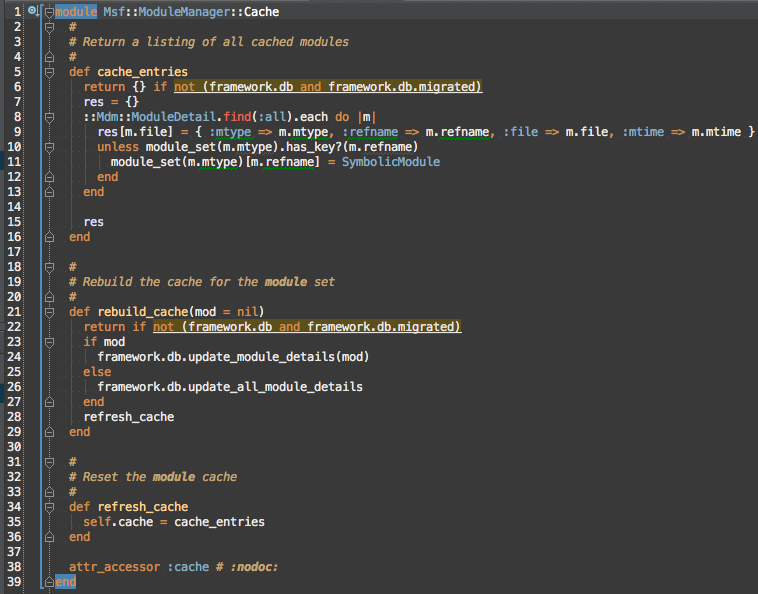 1 module Msf::ModuleManager::Cache
2   #
3   # Return a listing of all cached modules
4   #
5   def cache_entries
6     return {} if not (framework.db and framework.db.migrated)
7     res = {}
8     ::Mdm::ModuleDetail.find(:all).each do |m|
9       res[m.file] = { :mtype => m.mtype, :refname => m.refname, :file => m.file, :mtime => m.mtime }
10       unless module_set(m.mtype).has_key?(m.refname)
11         module_set(m.mtype)[m.refname] = SymbolicModule
12       end
13     end
14
15     res
16   end
17
18   #
19   # Rebuild the cache for the module set
20   #
21   def rebuild_cache(mod = nil)
22     return if not (framework.db and framework.db.migrated)
23     if mod
24       framework.db.update_module_details(mod)
25     else
26       framework.db.update_all_module_details
27     end
28     refresh_cache
29   end
30
31   #
32   # Reset the module cache
33   #
34   def refresh_cache
35     self.cache = cache_entries
36   end
37
38   attr_accessor :cache # :nodoc:
39 end